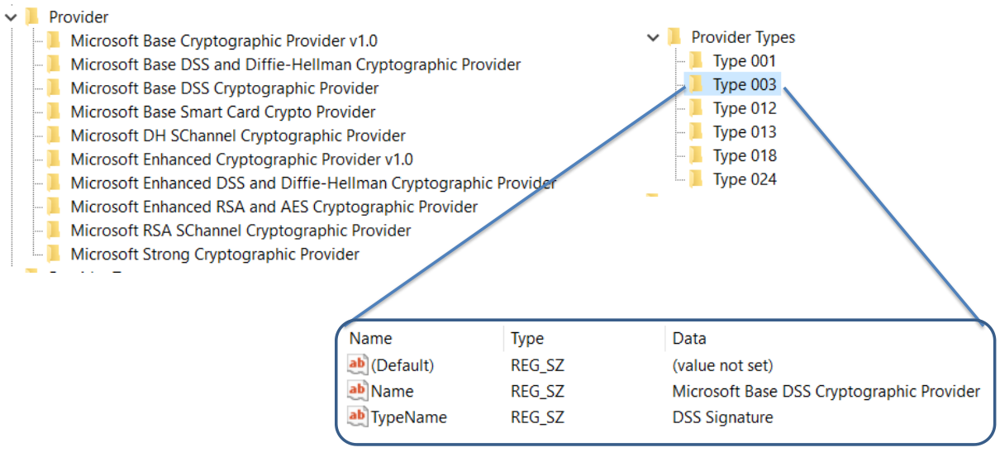 Provider
Microsoft Base Cryptographic Provider v1.0
Microsoft Base DSS and Diffie-Hellman Cryptographic Provider
Microsoft Base DSS Cryptographic Provider
Microsoft Base Smart Card Crypto Provider
Microsoft DH SChannel Cryptographic Provider
Microsoft Enhanced Cryptographic Provider v1.0
Microsoft Enhanced DSS and Diffie-Hellman Cryptographic Provider
Microsoft Enhanced RSA and AES Cryptographic Provider
Microsoft RSA SChannel Cryptographic Provider
Microsoft Strong Cryptographic Provider
Provider Types
Type 001
Type 003
Type 012
Type 013
Type 018
Type 024
Name Type Data
ab (Default) REG_SZ (value not set)
ab Name REG_SZ Microsoft Base DSS Cryptographic Provider
ab TypeName REG_SZ DSS Signature